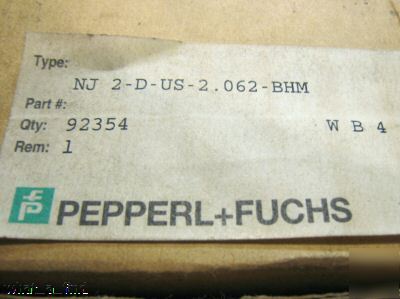 Type:
NJ 2-D-US-2.062-BHM
Part #:
Qty: 92354 W B 4
Rem: 1
PEPPERL+FUCHS